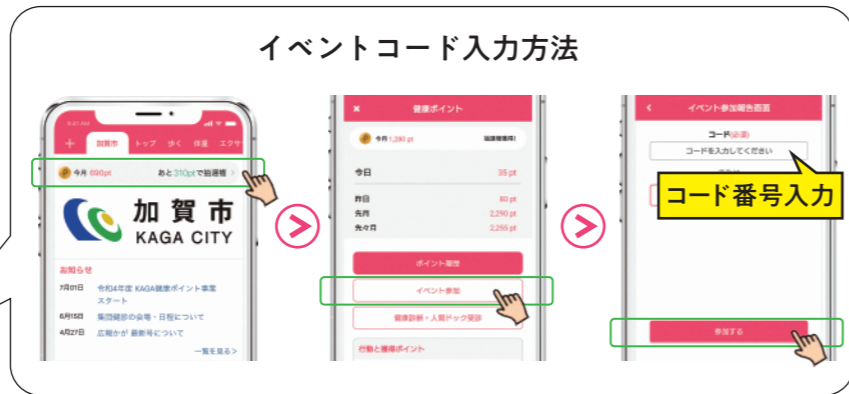 イベントコード入力方法
9:41 AM
+ 加賀市 トップ 歩く 体重 エクサ
今月 690pt あと310ptで抽選権 >
加賀市
KAGA CITY
お知らせ
7月01日 令和4年度 KAGA健康ポイント事業
スタート
6月15日 集団健診の会場・日程について
4月27日 広報かが 最新号について
一覧を見る>
× 健康ポイント
今月 1,280 pt 抽選権獲得!
今日 35 pt
昨日 80 pt
先月 2,290 pt
先々月 2,255 pt
ポイント履歴
イベント参加
健康診断・人間ドック受診
行動と獲得ポイント
< イベント参加報告画面
コード(必須)
コードを入力してください
コード番号入力
参加する